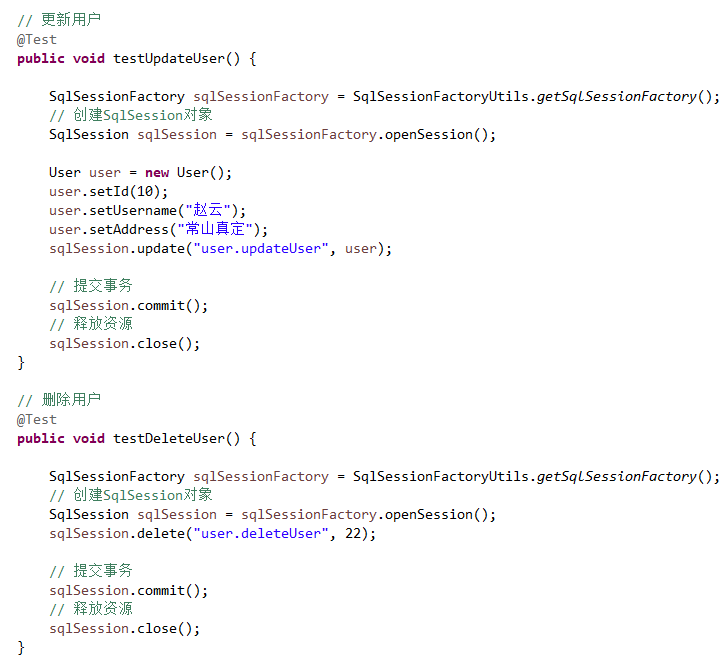 // 更新用户
@Test
public void testUpdateUser() {
SqlSessionFactory sqlSessionFactory = SqlSessionFactoryUtils.getSqlSessionFactory();
// 创建SqlSession对象
SqlSession sqlSession = sqlSessionFactory.openSession();
User user = new User();
user.setId(10);
user.setUsername("赵云");
user.setAddress("常山真定");
sqlSession.update("user.updateUser", user);
// 提交事务
sqlSession.commit();
// 释放资源
sqlSession.close();
}
// 删除用户
@Test
public void testDeleteUser() {
SqlSessionFactory sqlSessionFactory = SqlSessionFactoryUtils.getSqlSessionFactory();
// 创建SqlSession对象
SqlSession sqlSession = sqlSessionFactory.openSession();
sqlSession.delete("user.deleteUser", 22);
// 提交事务
sqlSession.commit();
// 释放资源
sqlSession.close();
}